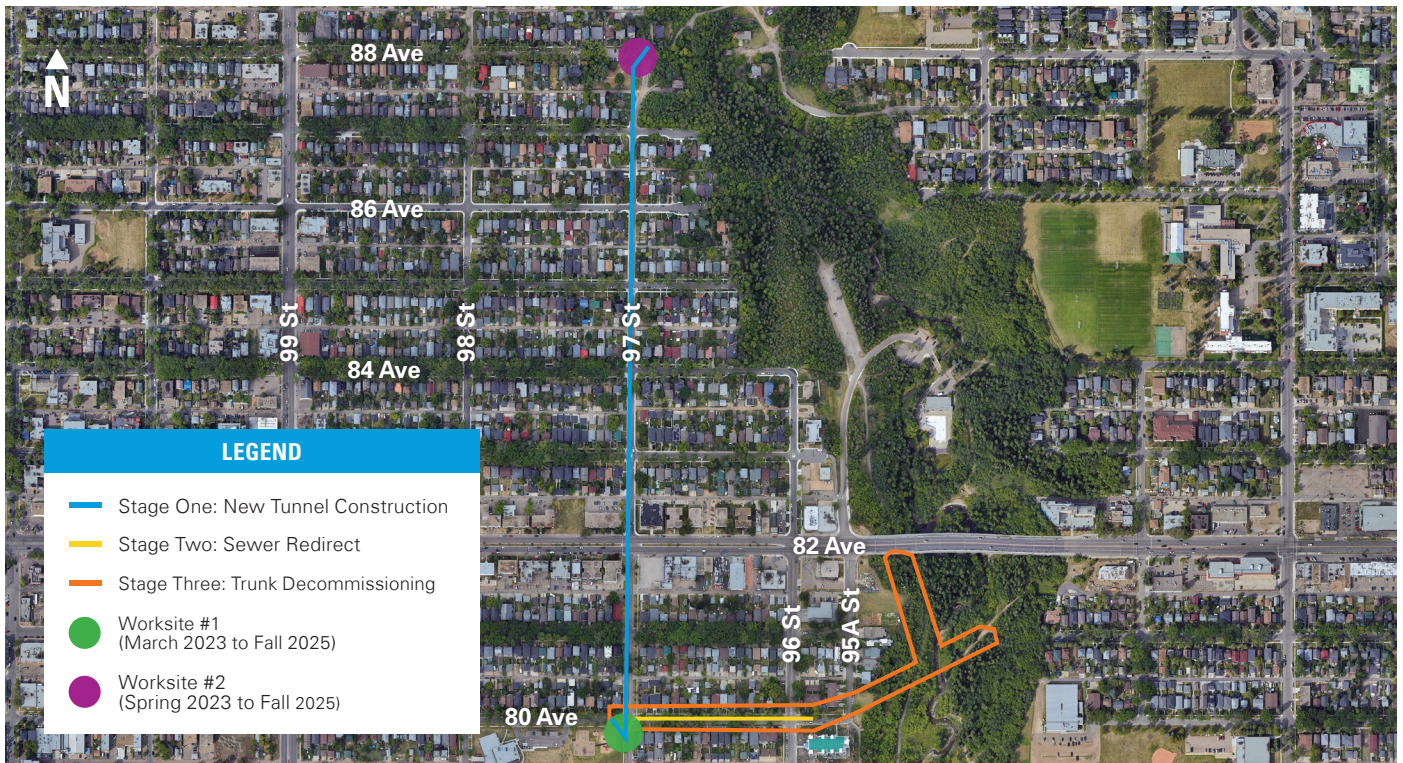 N
88 Ave
86 Ave
99 St
98 St
97 St
84 Ave
LEGEND
Stage One: New Tunnel Construction
Stage Two: Sewer Redirect
Stage Three: Trunk Decommissioning
Worksite #1
(March 2023 to Fall 2025)
Worksite #2
(Spring 2023 to Fall 2025)
82 Ave
96 St
95A St
80 Ave